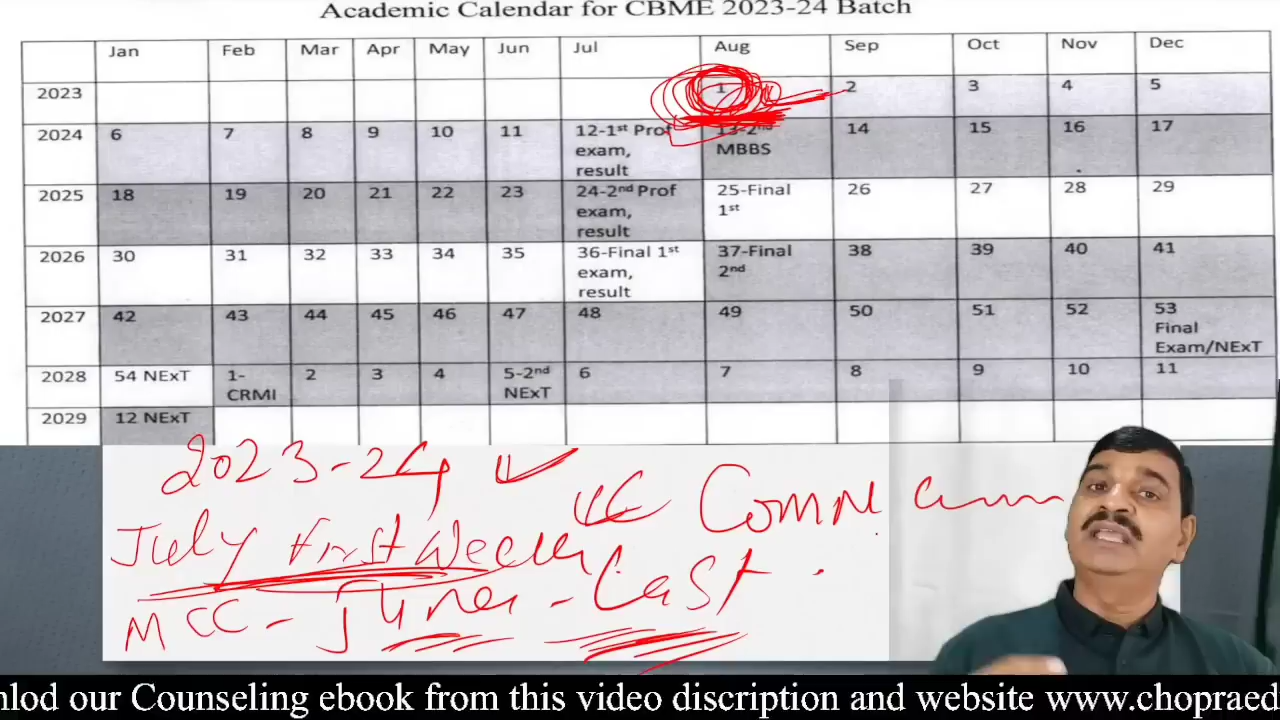 Academic Calendar for CBME 2023-24 Batch
Jan Feb Mar Apr May Jun Jul Aug Sep Oct Nov Dec
2023 1 2 3 4 5
2024 6 7 8 9 10 11 12-1st Prof exam, result 13-2nd MBBS 14 15 16 17
2025 18 19 20 21 22 23 24-2nd Prof exam, result 25-Final 1st 26 27 28 29
2026 30 31 32 33 34 35 36-Final 1st exam, result 37-Final 2nd 38 39 40 41
2027 42 43 44 45 46 47 48 49 50 51 52 53 Final Exam/NExT
2028 54 NExT 1-CRMI 2 3 4 5-2nd NExT 6 7 8 9 10 11
2029 12 NExT
2023-24
July First Week
MCC - June - Last
nlod our Counseling ebook from this video discription and website www.chopraed